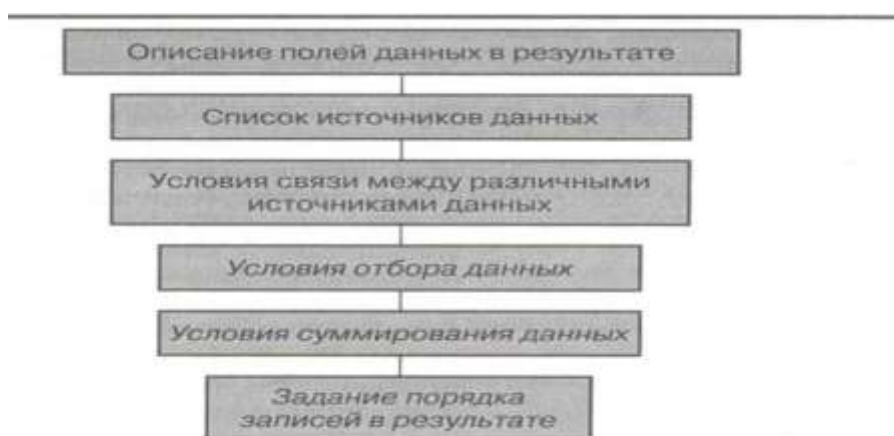 Описание полей данных в результате
Список источников данных
Условия связи между различными
источниками данных
Условия отбора данных
Условия суммирования данных
Задание порядка
записей в результате